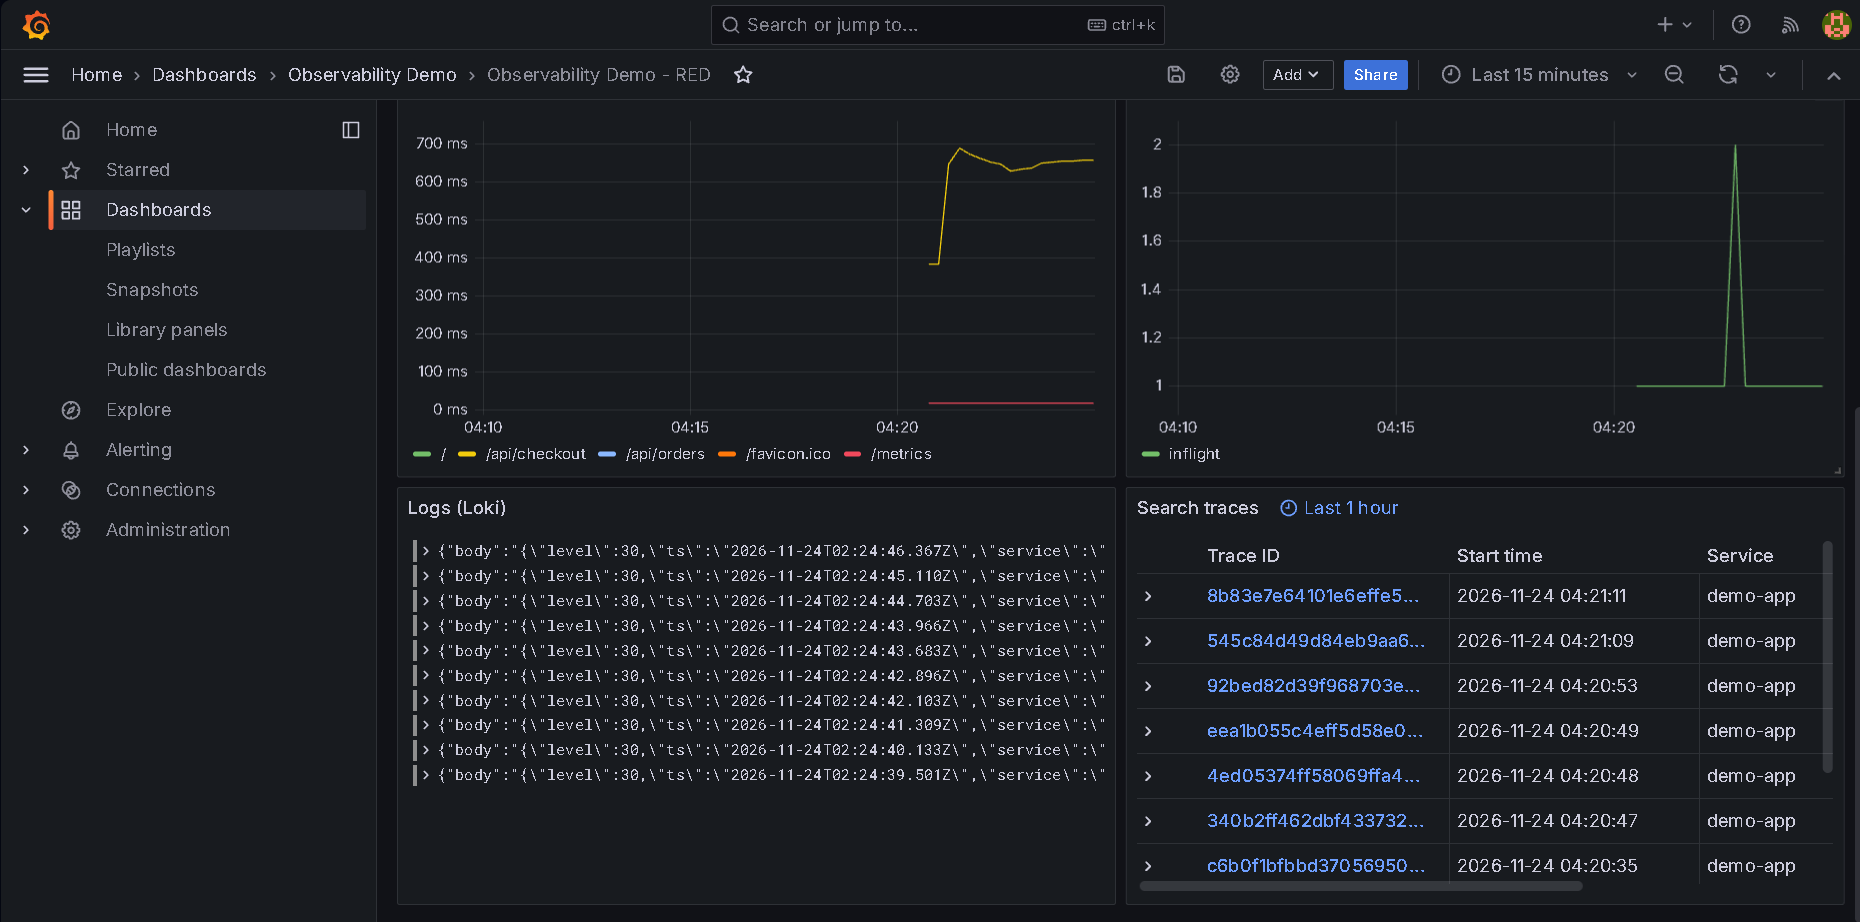 Search or jump to...
ctrl+k
Home › Dashboards › Observability Demo › Observability Demo - RED
Add
Share
Last 15 minutes
Home
Starred
Dashboards
Playlists
Snapshots
Library panels
Public dashboards
Explore
Alerting
Connections
Administration
700 ms
600 ms
500 ms
400 ms
300 ms
200 ms
100 ms
0 ms
04:10 04:15 04:20
/ /api/checkout /api/orders /favicon.ico /metrics
2
1.8
1.6
1.4
1.2
1
04:10 04:15 04:20
inflight
Logs (Loki)
{"body":"{\"level\":30,\"ts\":\"2026-11-24T02:24:46.367Z\",\"service\":\"
{"body":"{\"level\":30,\"ts\":\"2026-11-24T02:24:45.110Z\",\"service\":\"
{"body":"{\"level\":30,\"ts\":\"2026-11-24T02:24:44.703Z\",\"service\":\"
{"body":"{\"level\":30,\"ts\":\"2026-11-24T02:24:43.966Z\",\"service\":\"
{"body":"{\"level\":30,\"ts\":\"2026-11-24T02:24:43.683Z\",\"service\":\"
{"body":"{\"level\":30,\"ts\":\"2026-11-24T02:24:42.896Z\",\"service\":\"
{"body":"{\"level\":30,\"ts\":\"2026-11-24T02:24:42.103Z\",\"service\":\"
{"body":"{\"level\":30,\"ts\":\"2026-11-24T02:24:41.309Z\",\"service\":\"
{"body":"{\"level\":30,\"ts\":\"2026-11-24T02:24:40.133Z\",\"service\":\"
{"body":"{\"level\":30,\"ts\":\"2026-11-24T02:24:39.501Z\",\"service\":\"
Search traces Last 1 hour
Trace ID Start time Service
8b83e7e64101e6effe5... 2026-11-24 04:21:11 demo-app
545c84d49d84eb9aa6... 2026-11-24 04:21:09 demo-app
92bed82d39f968703e... 2026-11-24 04:20:53 demo-app
eea1b055c4eff5d58e0... 2026-11-24 04:20:49 demo-app
4ed05374ff58069ffa4... 2026-11-24 04:20:48 demo-app
340b2ff462dbf433732... 2026-11-24 04:20:47 demo-app
c6b0f1bfbbd37056950... 2026-11-24 04:20:35 demo-app